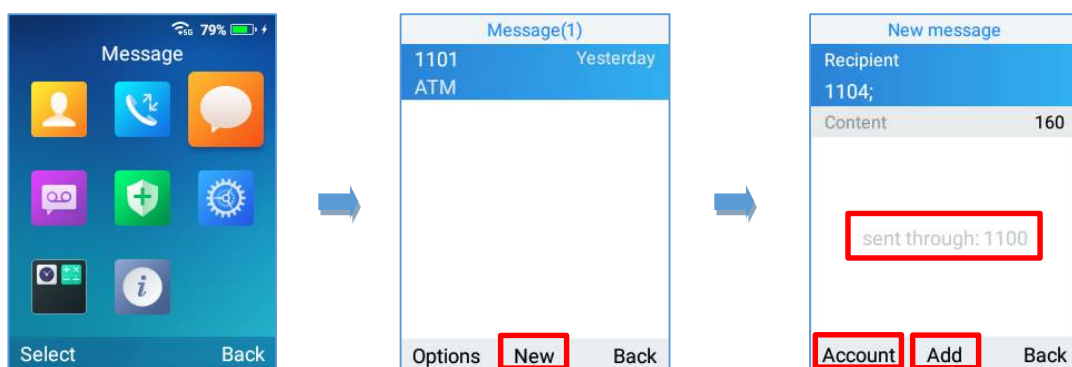 5G 79%
Message
Select Back
Message(1)
1101 Yesterday
ATM
Options New Back
New message
Recipient
1104;
Content 160
sent through: 1100
Account Add Back